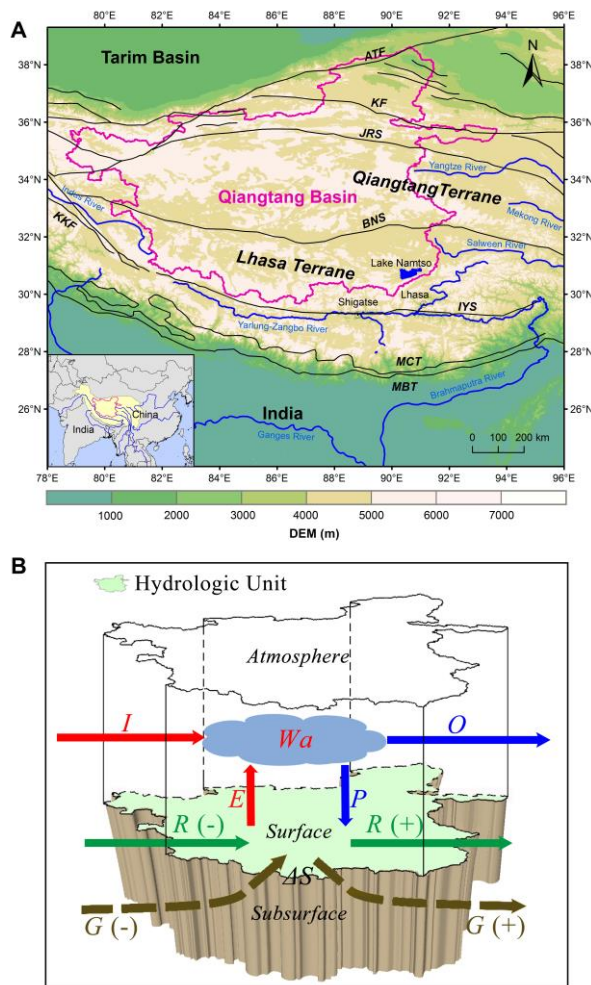 A
78°E 80°E 82°E 84°E 86°E 88°E 90°E 92°E 94°E 96°E
38°N
36°N
34°N
32°N
30°N
28°N
26°N
38°N
36°N
34°N
32°N
30°N
28°N
26°N
Tarim Basin
ATF
N
KF
JRS
Yangtze River
Qiangtang Terrane
Qiangtang Basin
Indus River
Mekong River
KKF
BNS
Salween River
Lhasa Terrane
Lake Namtso
Shigatse
Lhasa
IYS
Yarlung-Zangbo River
MCT
MBT
Brahmaputra River
China
India
India
Ganges River
0 100 200 km
78°E 80°E 82°E 84°E 86°E 88°E 90°E 92°E 94°E 96°E
1000 2000 3000 4000 5000 6000 7000
DEM (m)
B
Hydrologic Unit
Atmosphere
I
Wa
O
E
P
R (-)
Surface
R (+)
ΔS
Subsurface
G (-)
G (+)